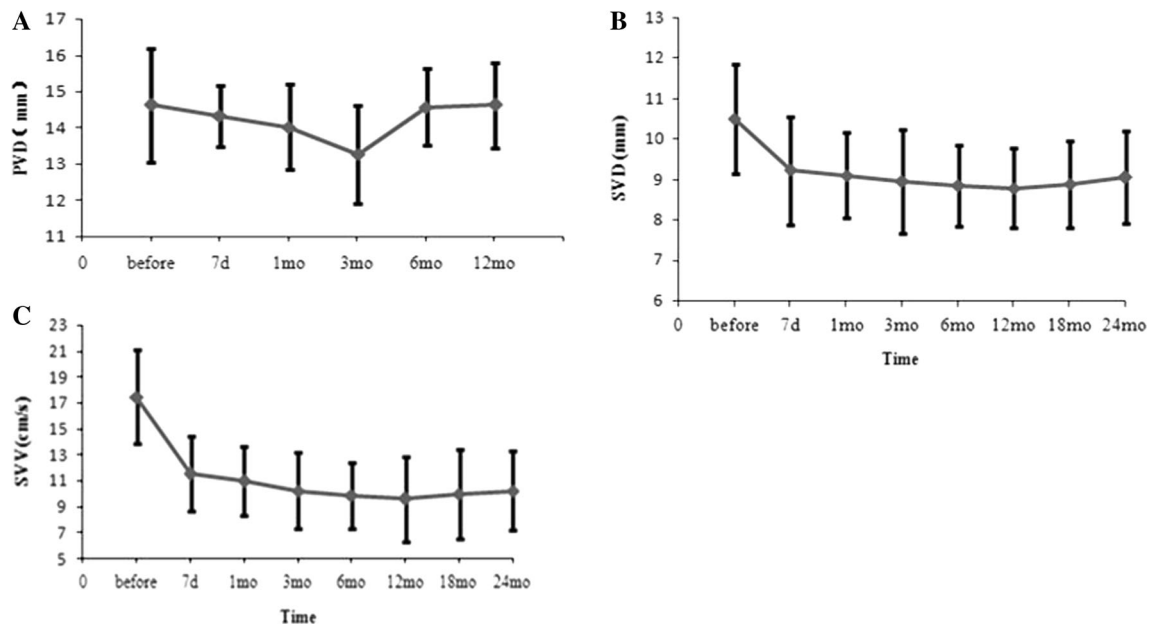 A
PVD ( mm )
17
16
15
14
13
12
11
0 before 7d 1mo 3mo 6mo 12mo
B
SVD (mm)
13
12
11
10
9
8
7
6
0 before 7d 1mo 3mo 6mo 12mo 18mo 24mo
Time
C
SVV (cm/s)
23
21
19
17
15
13
11
9
7
5
0 before 7d 1mo 3mo 6mo 12mo 18mo 24mo
Time